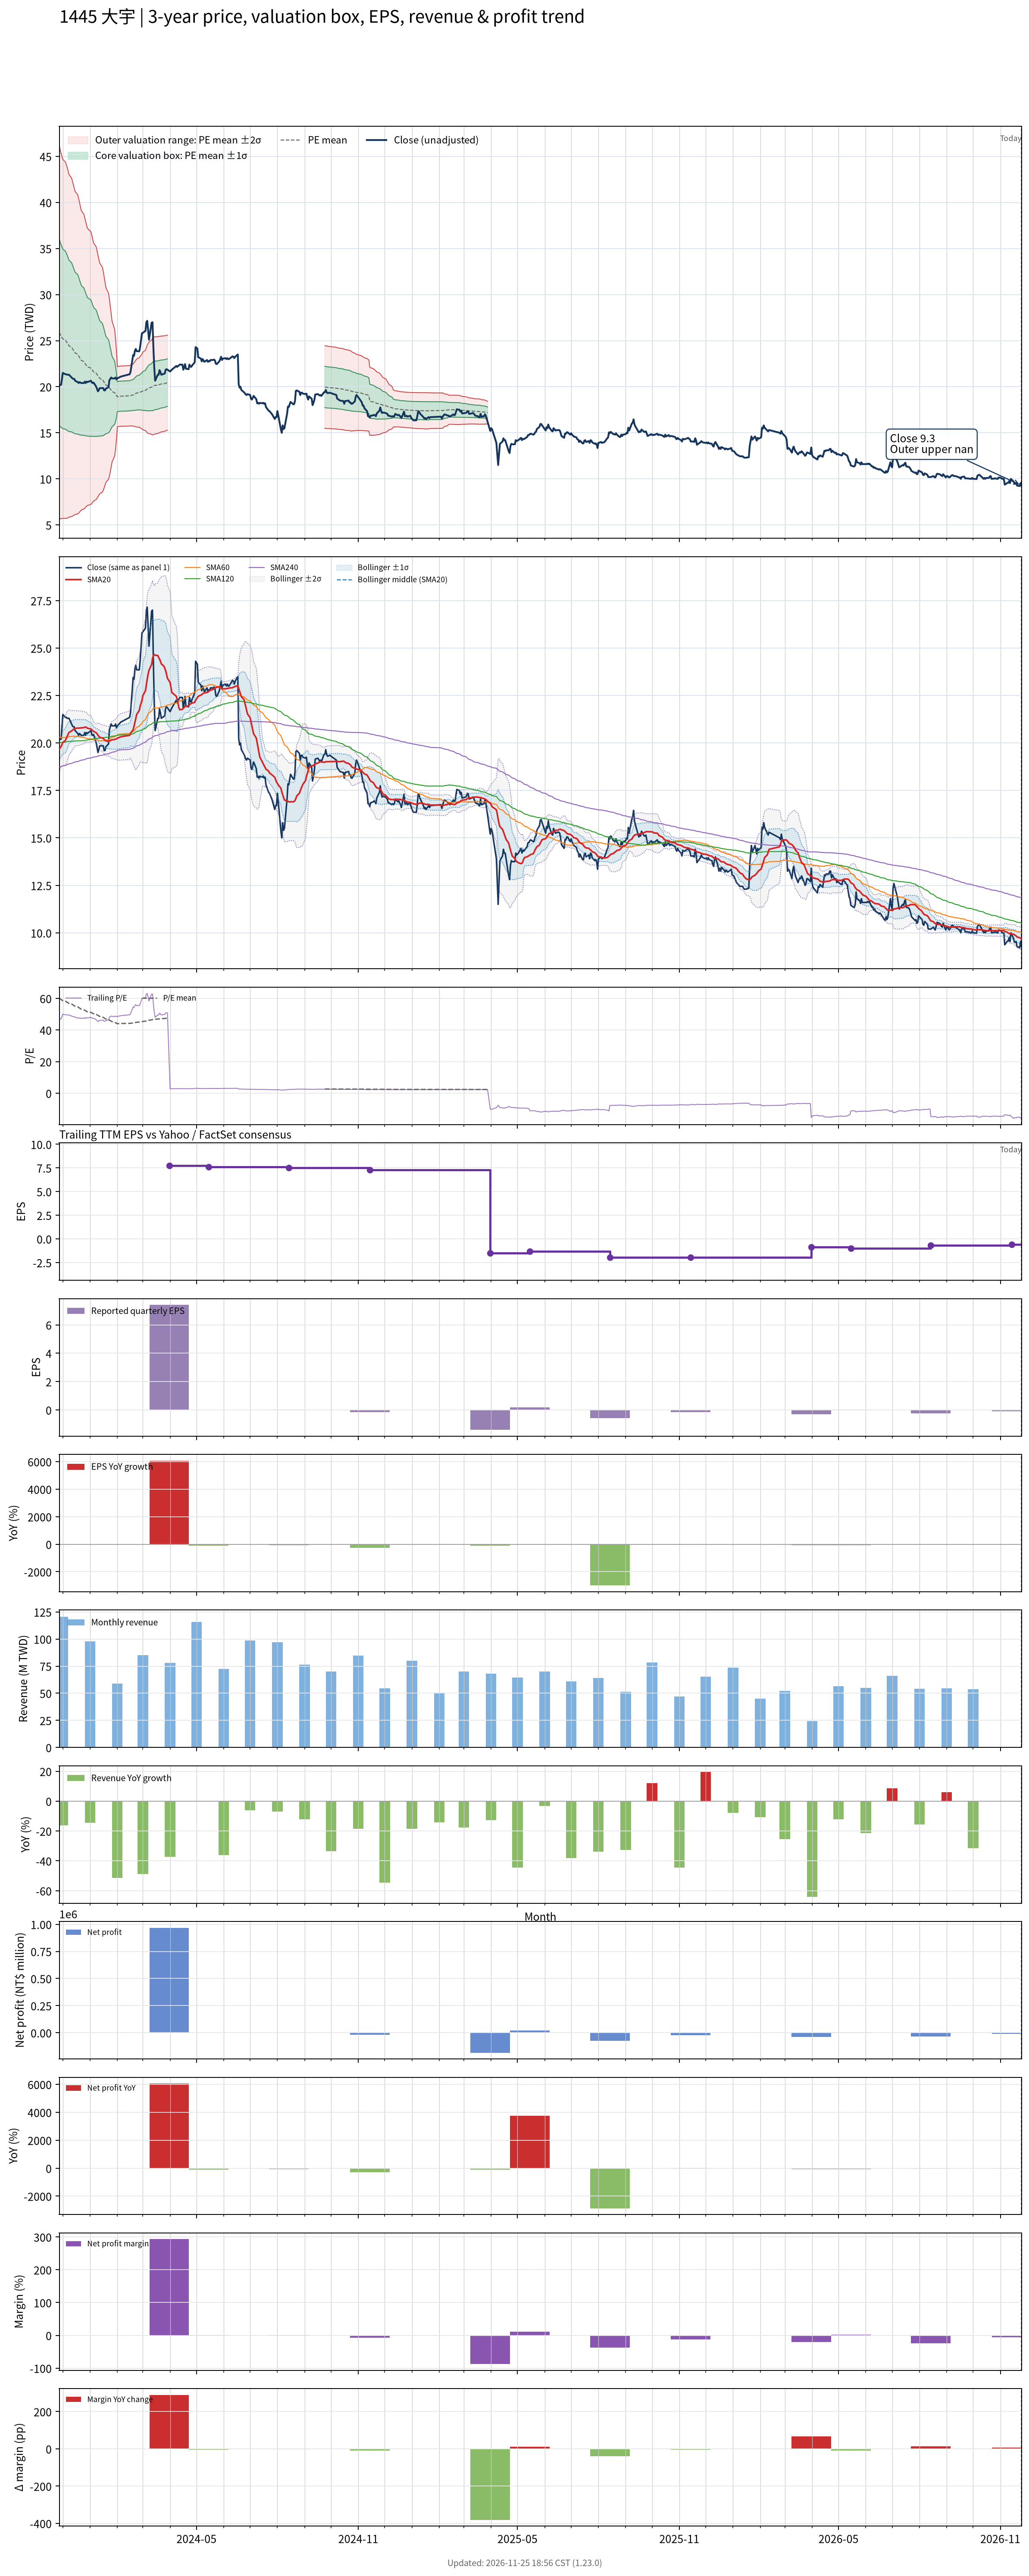 1445 大宇 | 3-year price, valuation box, EPS, revenue & profit trend
Outer valuation range: PE mean ±2σ
PE mean
Close (unadjusted)
Core valuation box: PE mean ±1σ
Today
45
40
35
30
25
20
15
10
5
Price (TWD)
Close 9.3
Outer upper nan
Close (same as panel 1)
SMA60
SMA240
Bollinger ±1σ
SMA20
SMA120
Bollinger ±2σ
Bollinger middle (SMA20)
27.5
25.0
22.5
20.0
17.5
15.0
12.5
10.0
Price
Trailing P/E
P/E mean
60
40
20
0
P/E
Trailing TTM EPS vs Yahoo / FactSet consensus
Today
10.0
7.5
5.0
2.5
0.0
-2.5
EPS
Reported quarterly EPS
6
4
2
0
EPS
EPS YoY growth
6000
4000
2000
0
-2000
YoY (%)
Monthly revenue
125
100
75
50
25
0
Revenue (M TWD)
Revenue YoY growth
20
0
-20
-40
-60
YoY (%)
Month
1e6
Net profit
1.00
0.75
0.50
0.25
0.00
Net profit (NT$ million)
Net profit YoY
6000
4000
2000
0
-2000
YoY (%)
Net profit margin
300
200
100
0
-100
Margin (%)
Margin YoY change
200
0
-200
-400
Δ margin (pp)
2024-05
2024-11
2025-05
2025-11
2026-05
2026-11
Updated: 2026-11-25 18:56 CST (1.23.0)